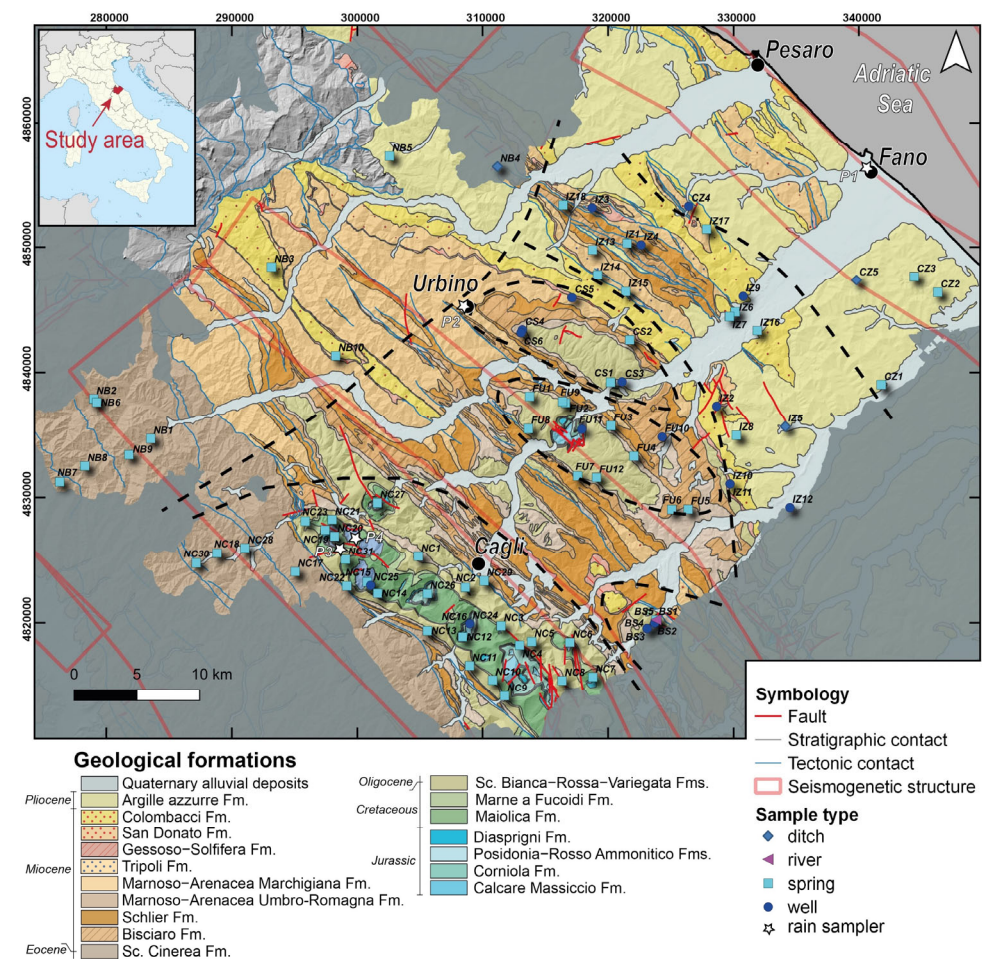 280000 290000 300000 310000 320000 330000 340000
4860000
4850000
4840000
4830000
4820000
Study area
Pesaro
Adriatic
Sea
Fano
P1
NB5
NB4
IZ18
IZ3
CZ4
IZ17
IZ1
IZ4
IZ13
NB3
IZ14
CZ5
CZ3
CZ2
IZ15
Urbino
P2
CS5
IZ9
IZ6
IZ7
IZ16
CS4
CS6
CS2
NB10
CS1
CS3
CZ1
NB2
NB6
FU1
FU9
FU2
IZ2
FU8
FU11
FU3
IZ5
NB1
FU10
IZ8
NB9
FU4
NB8
NB7
FU7
FU12
IZ10
IZ11
NC27
FU6
FU5
IZ12
NC23
NC21
NC20
P4
NC19
P3
NC31
Cagli
NC18
NC28
NC30
NC1
NC17
NC15
NC22
NC25
NC14
NC2
NC29
NC26
NC16
NC24
NC3
NC13
NC12
NC5
NC6
NC4
BS5
BS1
BS4
BS2
BS3
NC11
NC10
NC8
NC7
NC9
0 5 10 km
Geological formations
Quaternary alluvial deposits
Pliocene
Argille azzurre Fm.
Colombacci Fm.
San Donato Fm.
Gessoso-Solfifera Fm.
Miocene
Tripoli Fm.
Marnoso-Arenacea Marchigiana Fm.
Marnoso-Arenacea Umbro-Romagna Fm.
Schlier Fm.
Bisciaro Fm.
Eocene
Sc. Cinerea Fm.
Oligocene
Sc. Bianca-Rossa-Variegata Fms.
Cretaceous
Marne a Fucoidi Fm.
Maiolica Fm.
Jurassic
Diasprigni Fm.
Posidonia-Rosso Ammonitico Fms.
Corniola Fm.
Calcare Massiccio Fm.
Symbology
Fault
Stratigraphic contact
Tectonic contact
Seismogenetic structure
Sample type
ditch
river
spring
well
rain sampler